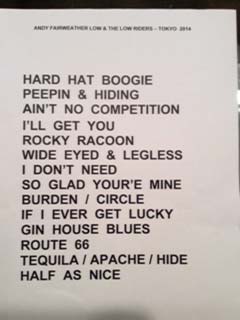 ANDY FAIRWEATHER LOW & THE LOW RIDERS – TOKYO 2014
HARD HAT BOOGIE
PEEPIN & HIDING
AIN'T NO COMPETITION
I'LL GET YOU
ROCKY RACOON
WIDE EYED & LEGLESS
I DON'T NEED
SO GLAD YOUR'E MINE
BURDEN / CIRCLE
IF I EVER GET LUCKY
GIN HOUSE BLUES
ROUTE 66
TEQUILA / APACHE / HIDE
HALF AS NICE